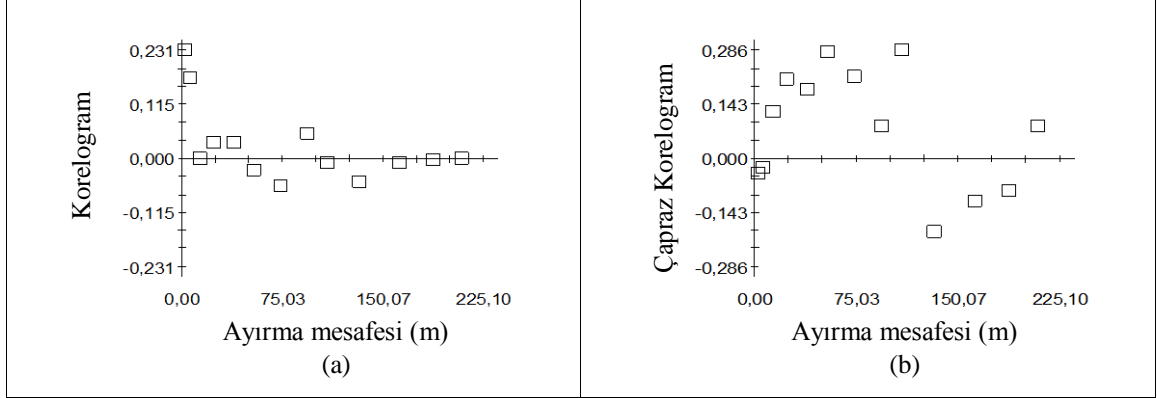 Korelogram
0,231
0,115
0,000
-0,115
-0,231
0,00 75,03 150,07 225,10
Ayırma mesafesi (m)
(a)
Çapraz Korelogram
0,286
0,143
0,000
-0,143
-0,286
0,00 75,03 150,07 225,10
Ayırma mesafesi (m)
(b)